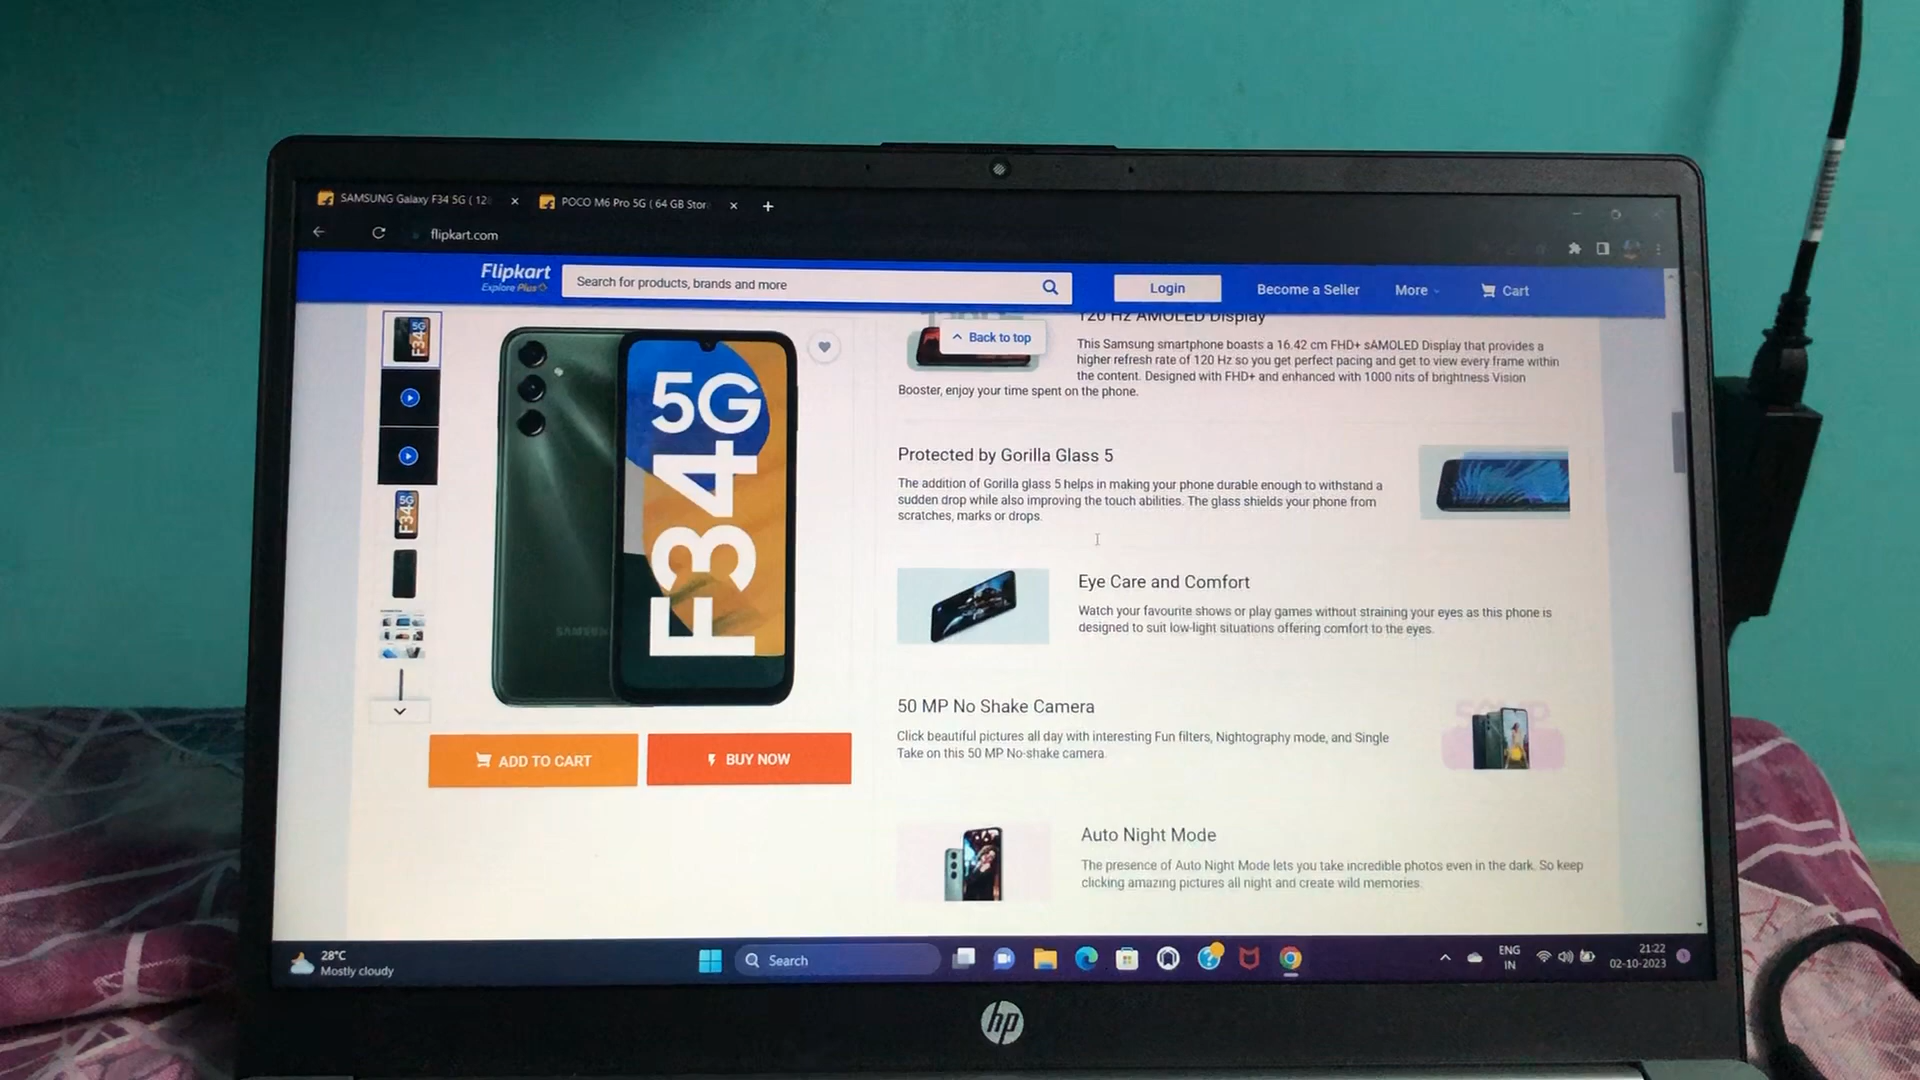 SAMSUNG Galaxy F34 5G ( 128
POCO M6 Pro 5G ( 64 GB Stor
flipkart.com
Flipkart
Explore Plus
Search for products, brands and more
Login
Become a Seller
More
Cart
Back to top
120 Hz AMOLED Display
This Samsung smartphone boasts a 16.42 cm FHD+ sAMOLED Display that provides a
higher refresh rate of 120 Hz so you get perfect pacing and get to view every frame within
the content. Designed with FHD+ and enhanced with 1000 nits of brightness Vision
Booster, enjoy your time spent on the phone.
5G
F34
SAMSUNG
5G
F34
5G
F34
Protected by Gorilla Glass 5
The addition of Gorilla glass 5 helps in making your phone durable enough to withstand a
sudden drop while also improving the touch abilities. The glass shields your phone from
scratches, marks or drops.
Eye Care and Comfort
Watch your favourite shows or play games without straining your eyes as this phone is
designed to suit low-light situations offering comfort to the eyes.
50 MP No Shake Camera
Click beautiful pictures all day with interesting Fun filters, Nightography mode, and Single
Take on this 50 MP No-shake camera.
50MP
ADD TO CART
BUY NOW
Auto Night Mode
The presence of Auto Night Mode lets you take incredible photos even in the dark. So keep
clicking amazing pictures all night and create wild memories.
28°C
Mostly cloudy
Search
ENG
IN
21:22
02-10-2023
hp